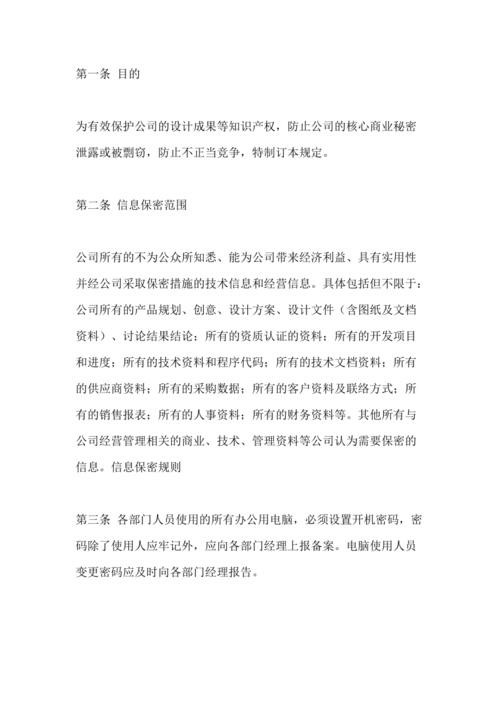 第一条 目的
为有效保护公司的设计成果等知识产权，防止公司的核心商业秘密
泄露或被剽窃，防止不正当竞争，特制订本规定。
第二条 信息保密范围
公司所有的不为公众所知悉、能为公司带来经济利益、具有实用性
并经公司采取保密措施的技术信息和经营信息。具体包括但不限于：
公司所有的产品规划、创意、设计方案、设计文件（含图纸及文档
资料）、讨论结果结论；所有的资质认证的资料；所有的开发项目
和进度；所有的技术资料和程序代码；所有的技术文档资料；所有
的供应商资料；所有的采购数据；所有的客户资料及联络方式；所
有的销售报表；所有的人事资料；所有的财务资料等。其他所有与
公司经营管理相关的商业、技术、管理资料等公司认为需要保密的
信息。信息保密规则
第三条 各部门人员使用的所有办公用电脑，必须设置开机密码，密
码除了使用人应牢记外，应向各部门经理上报备案。电脑使用人员
变更密码应及时向各部门经理报告。